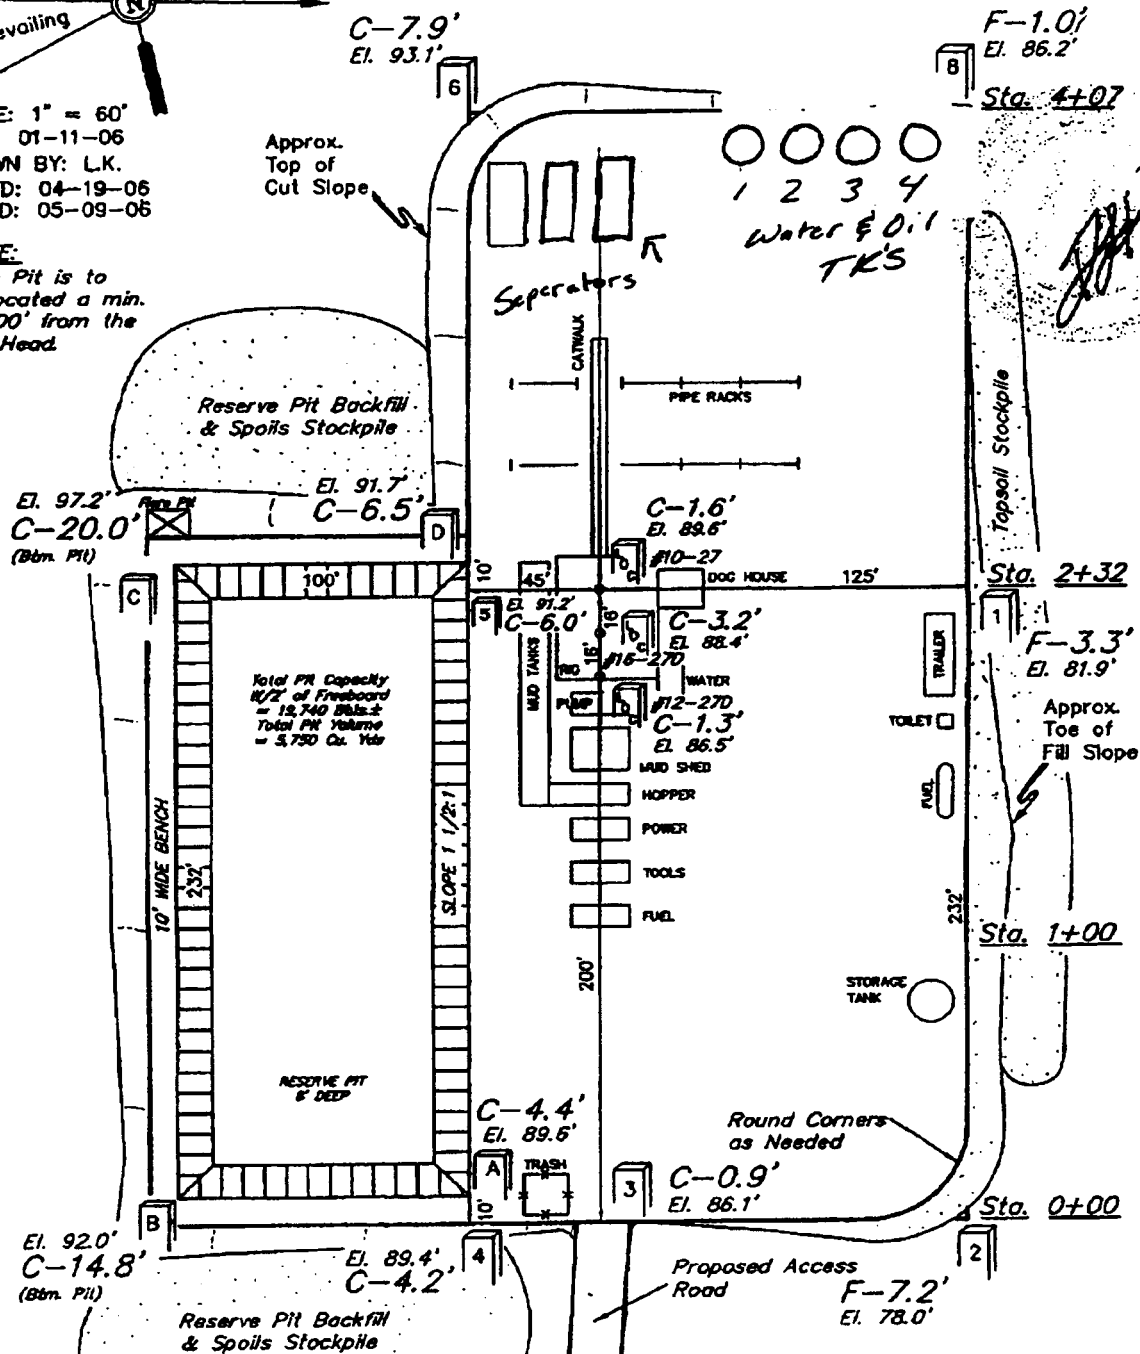 N
evailing
E: 1" = 60'
01-11-06
WN BY: L.K.
D: 04-19-06
D: 05-09-06
E:
Pit is to
ocated a min.
00' from the
Head.
C-7.9'
El. 93.1'
6
F-1.0'
El. 86.2'
8
Sta. 4+07
Approx.
Top of
Cut Slope
1 2 3 4
Water & Oil
TK'S
Seperators
CATWALK
PIPE RACKS
Topsoil Stockpile
Reserve Pit Backfill
& Spoils Stockpile
El. 97.2'
C-20.0'
(Btm. Pit)
Flare Pit
El. 91.7'
C-6.5'
D
C
C-1.6'
El. 89.6'
#10-27
DOG HOUSE
125'
Sta. 2+32
100'
10'
45'
5
El. 91.2'
C-6.0'
16'
16'
C-3.2'
El. 88.4'
#16-27D
1
F-3.3'
El. 81.9'
MUD TANKS
RIG
WATER
PUMP
#12-27D
C-1.3'
El. 86.5'
TRAILER
TOILET
FUEL
Approx.
Toe of
Fill Slope
Total Pit Capacity
W/2' of Freeboard
= 19,740 Bbls.±
Total Pit Volume
= 5,750 Cu. Yds
MUD SHED
HOPPER
POWER
TOOLS
FUEL
10' WIDE BENCH
232'
SLOPE 1 1/2:1
232'
Sta. 1+00
200'
STORAGE
TANK
RESERVE PIT
8' DEEP
C-4.4'
El. 89.6'
A
TRASH
10'
Round Corners
as Needed
3
C-0.9'
El. 86.1'
Sta. 0+00
B
El. 92.0'
C-14.8'
(Btm. Pit)
El. 89.4'
C-4.2'
4
2
Proposed Access
Road
F-7.2'
El. 78.0'
Reserve Pit Backfill
& Spoils Stockpile